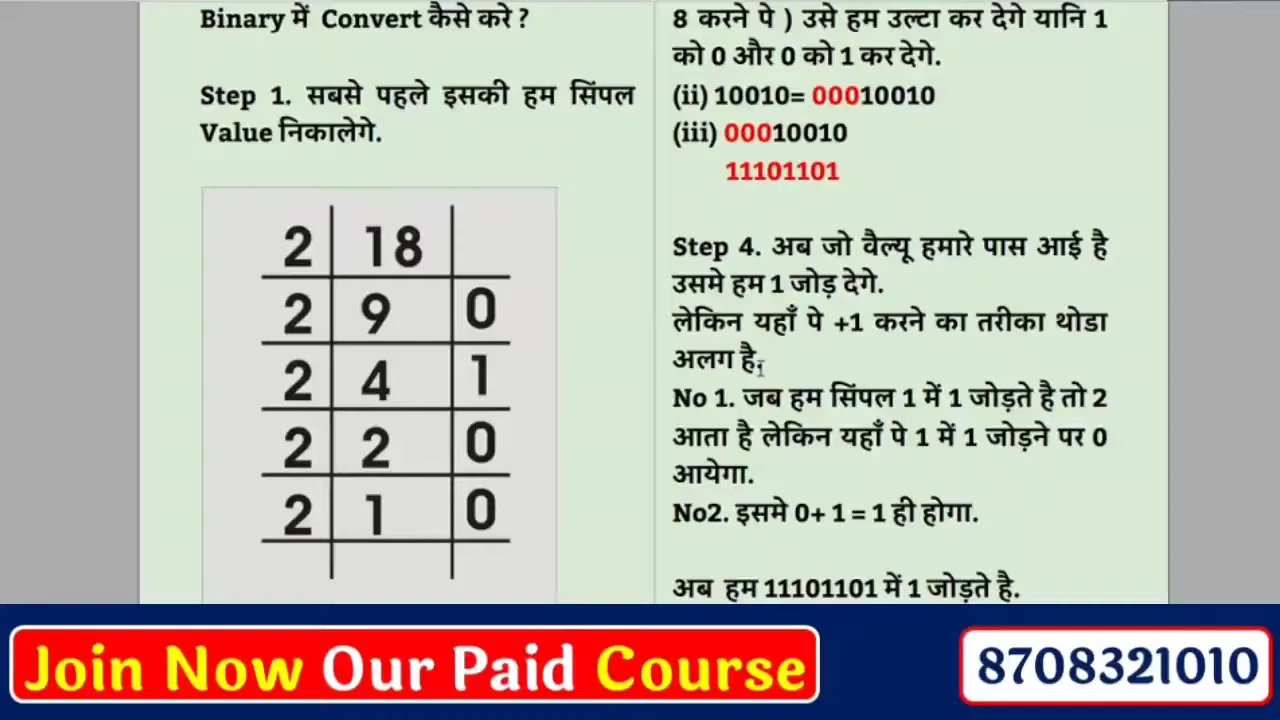 Binary में Convert कैसे करे ?
Step 1. सबसे पहले इसकी हम सिंपल
Value निकालेगे.
2 18
2 9 0
2 4 1
2 2 0
2 1 0
8 करने पे ) उसे हम उल्टा कर देगे यानि 1
को 0 और 0 को 1 कर देगे.
(ii) 10010= 00010010
(iii) 00010010
11101101
Step 4. अब जो वैल्यू हमारे पास आई है
उसमे हम 1 जोड़ देगे.
लेकिन यहाँ पे +1 करने का तरीका थोडा
अलग है.
No 1. जब हम सिंपल 1 में 1 जोड़ते है तो 2
आता है लेकिन यहाँ पे 1 में 1 जोड़ने पर 0
आयेगा.
No2. इसमे 0+ 1 = 1 ही होगा.
अब हम 11101101 में 1 जोड़ते है.
Join Now Our Paid Course
8708321010